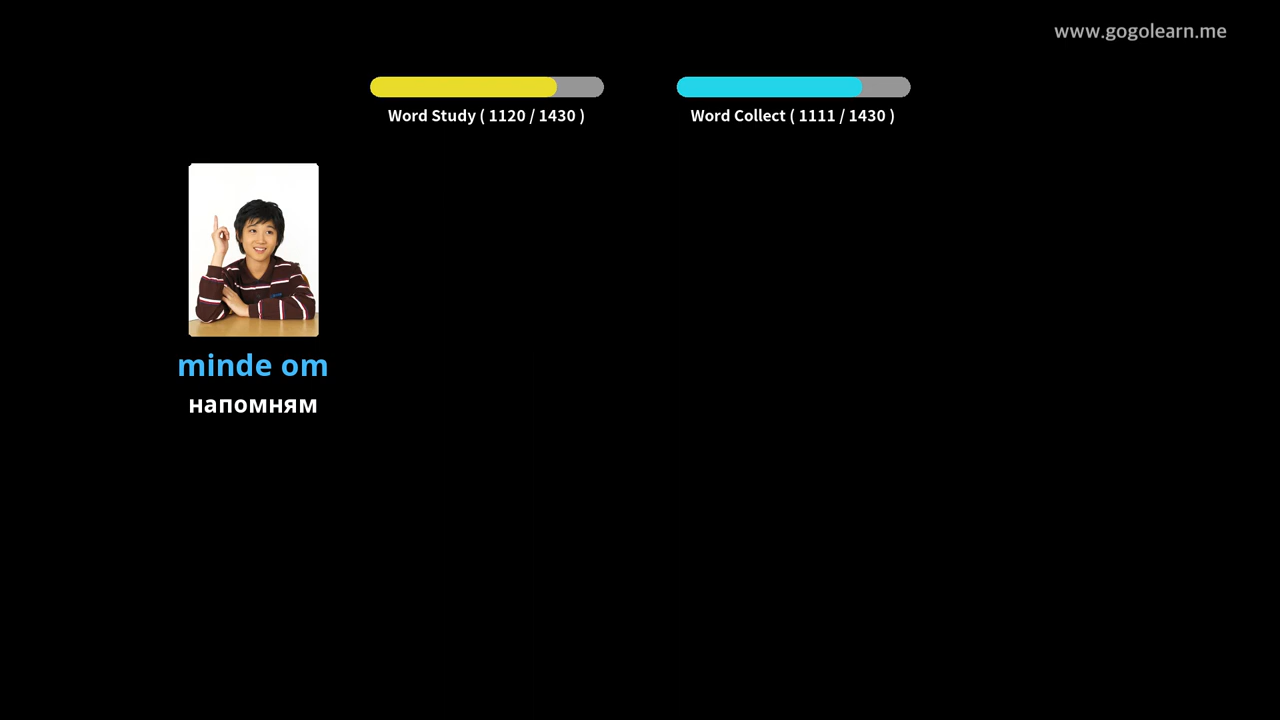 www.gogolearn.me
Word Study ( 1120 / 1430 )
Word Collect ( 1111 / 1430 )
minde om
напомням